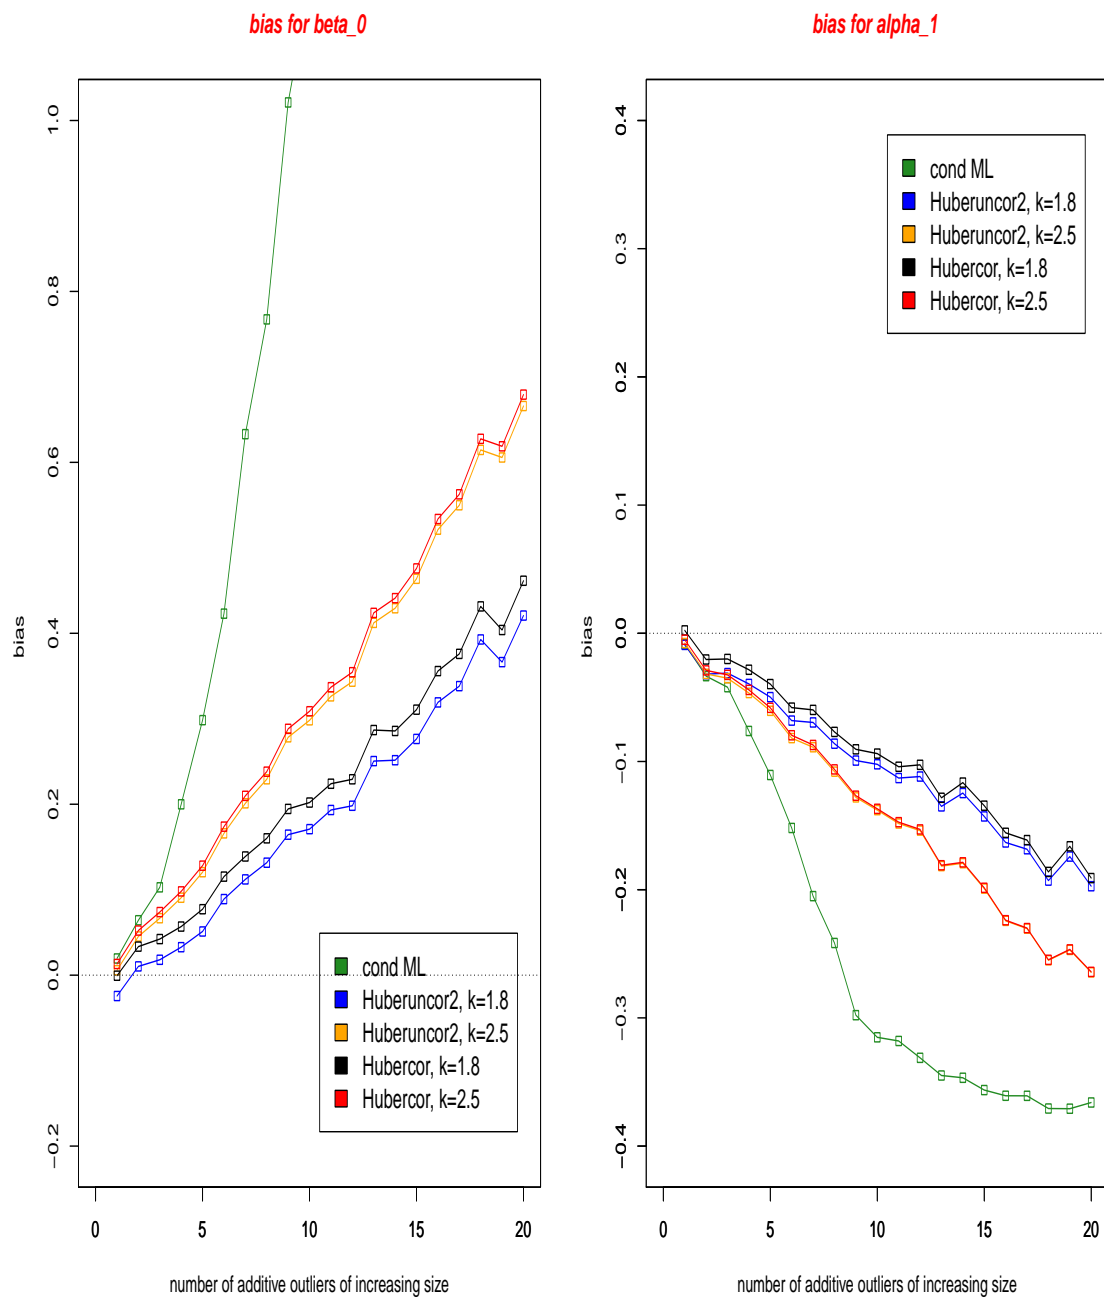 bias for beta_0
bias
1.0
0.8
0.6
0.4
0.2
0.0
−0.2
cond ML
Huberuncor2, k=1.8
Huberuncor2, k=2.5
Hubercor, k=1.8
Hubercor, k=2.5
0 5 10 15 20
number of additive outliers of increasing size
bias for alpha_1
bias
0.4
0.3
0.2
0.1
0.0
−0.1
−0.2
−0.3
−0.4
cond ML
Huberuncor2, k=1.8
Huberuncor2, k=2.5
Hubercor, k=1.8
Hubercor, k=2.5
0 5 10 15 20
number of additive outliers of increasing size